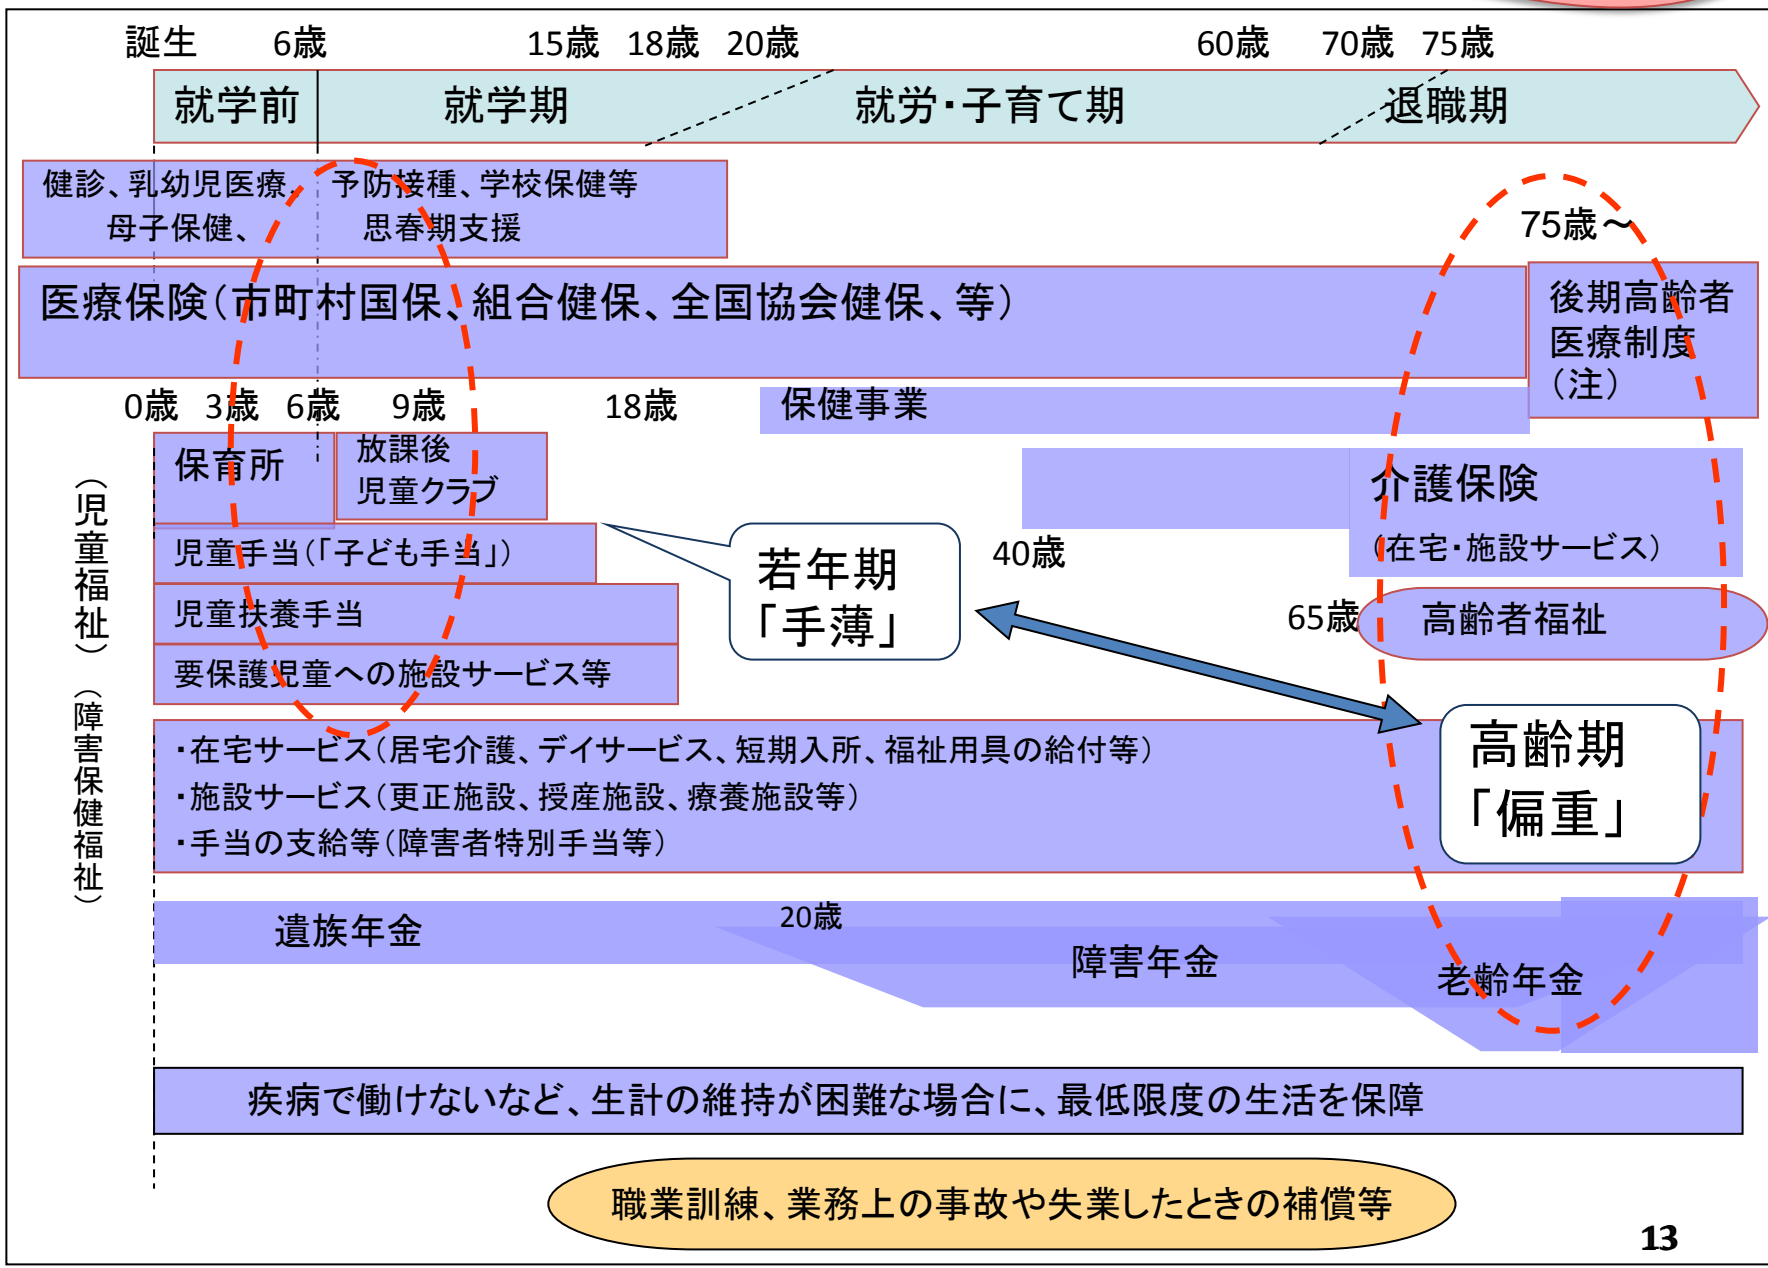 誕生 6歳 15歳 18歳 20歳 60歳 70歳 75歳
就学前 就学期 就労・子育て期 退職期
健診、乳幼児医療、 予防接種、学校保健等
母子保健、 思春期支援
75歳～
医療保険（市町村国保、組合健保、全国協会健保、等）
後期高齢者
医療制度
（注）
0歳 3歳 6歳 9歳 18歳
保健事業
保育所
放課後
児童クラブ
介護保険
（在宅・施設サービス）
（児童福祉）
児童手当（「子ども手当」）
若年期
「手薄」
40歳
児童扶養手当
65歳 高齢者福祉
要保護児童への施設サービス等
（障害保健福祉）
・在宅サービス（居宅介護、デイサービス、短期入所、福祉用具の給付等）
・施設サービス（更正施設、授産施設、療養施設等）
・手当の支給等（障害者特別手当等）
高齢期
「偏重」
遺族年金
20歳
障害年金
老齢年金
疾病で働けないなど、生計の維持が困難な場合に、最低限度の生活を保障
職業訓練、業務上の事故や失業したときの補償等
13